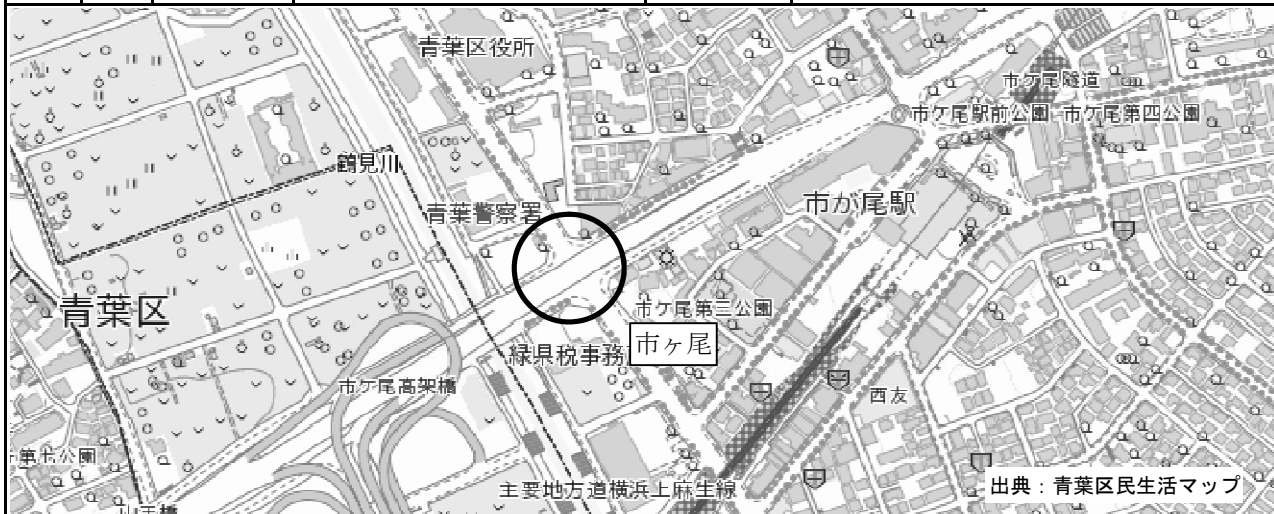 青葉区役所
市ケ尾隧道
市ケ尾駅前公園
市ケ尾第四公園
鶴見川
青葉警察署
市が尾駅
青葉区
市ケ尾第三公園
市ヶ尾
緑県税事務
市ケ尾高架橋
西友
第七公園
主要地方道横浜上麻生線
出典：青葉区民生活マップ